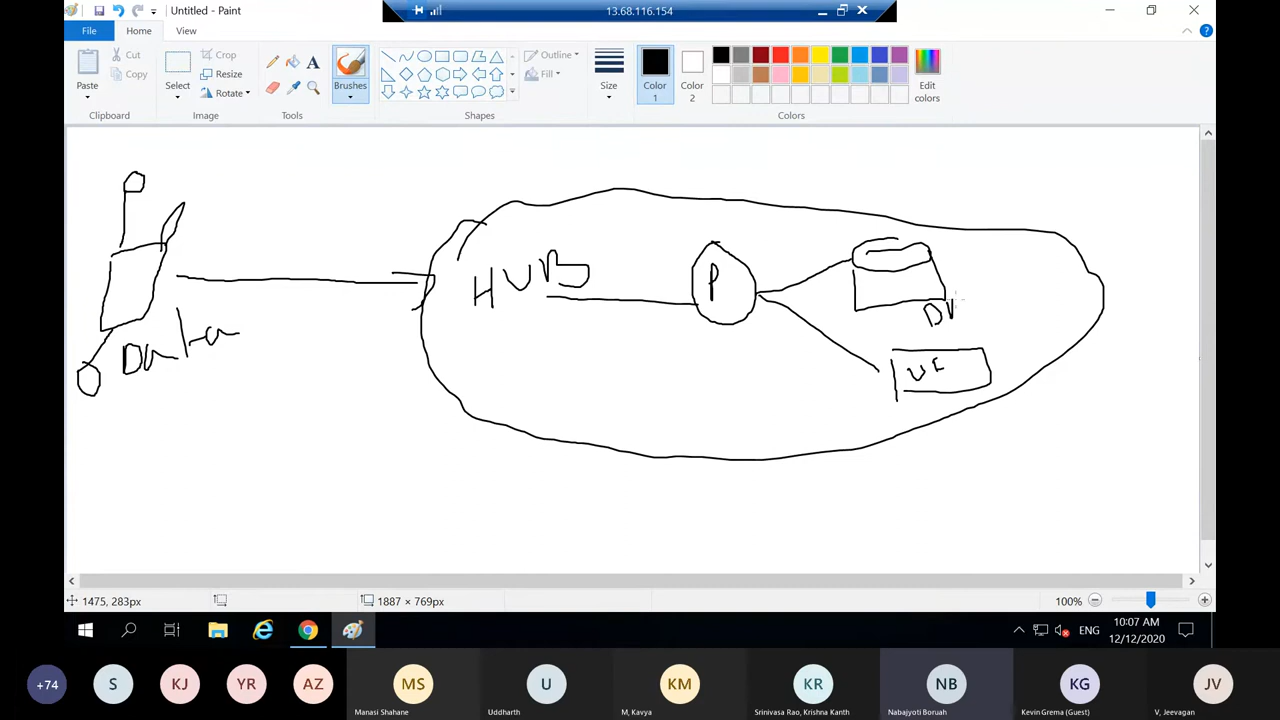 Untitled - Paint
13.68.116.154
File
Home
View
Paste
Cut
Copy
Clipboard
Select
Crop
Resize
Rotate
Image
A
Tools
Brushes
Shapes
Outline
Fill
Size
Color 1
Color 2
Edit colors
Colors
HUB
P
Data
1475, 283px
1887 × 769px
100%
ENG
10:07 AM
12/12/2020
+74
S
KJ
YR
AZ
MS
U
KM
KR
NB
KG
JV
Manasi Shahane
Uddharth
M, Kavya
Srinivasa Rao, Krishna Kanth
Nabajyoti Boruah
Kevin Grema (Guest)
V, Jeevagan